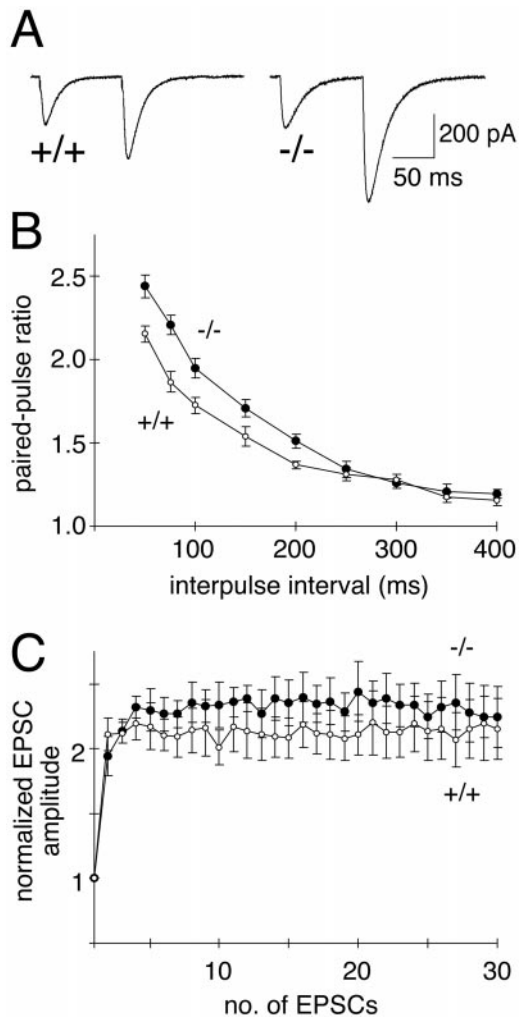 A
+/+
-/-
200 pA
50 ms
B
paired-pulse ratio
2.5
2.0
1.5
1.0
-/-
+/+
100
200
300
400
interpulse interval (ms)
C
normalized EPSC
amplitude
2
1
-/-
+/+
10
20
30
no. of EPSCs